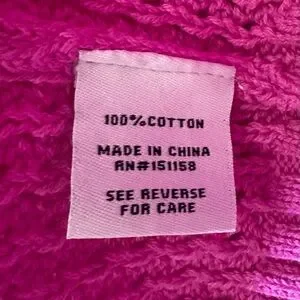 100%COTTON
MADE IN CHINA
RN#151158
SEE REVERSE
FOR CARE